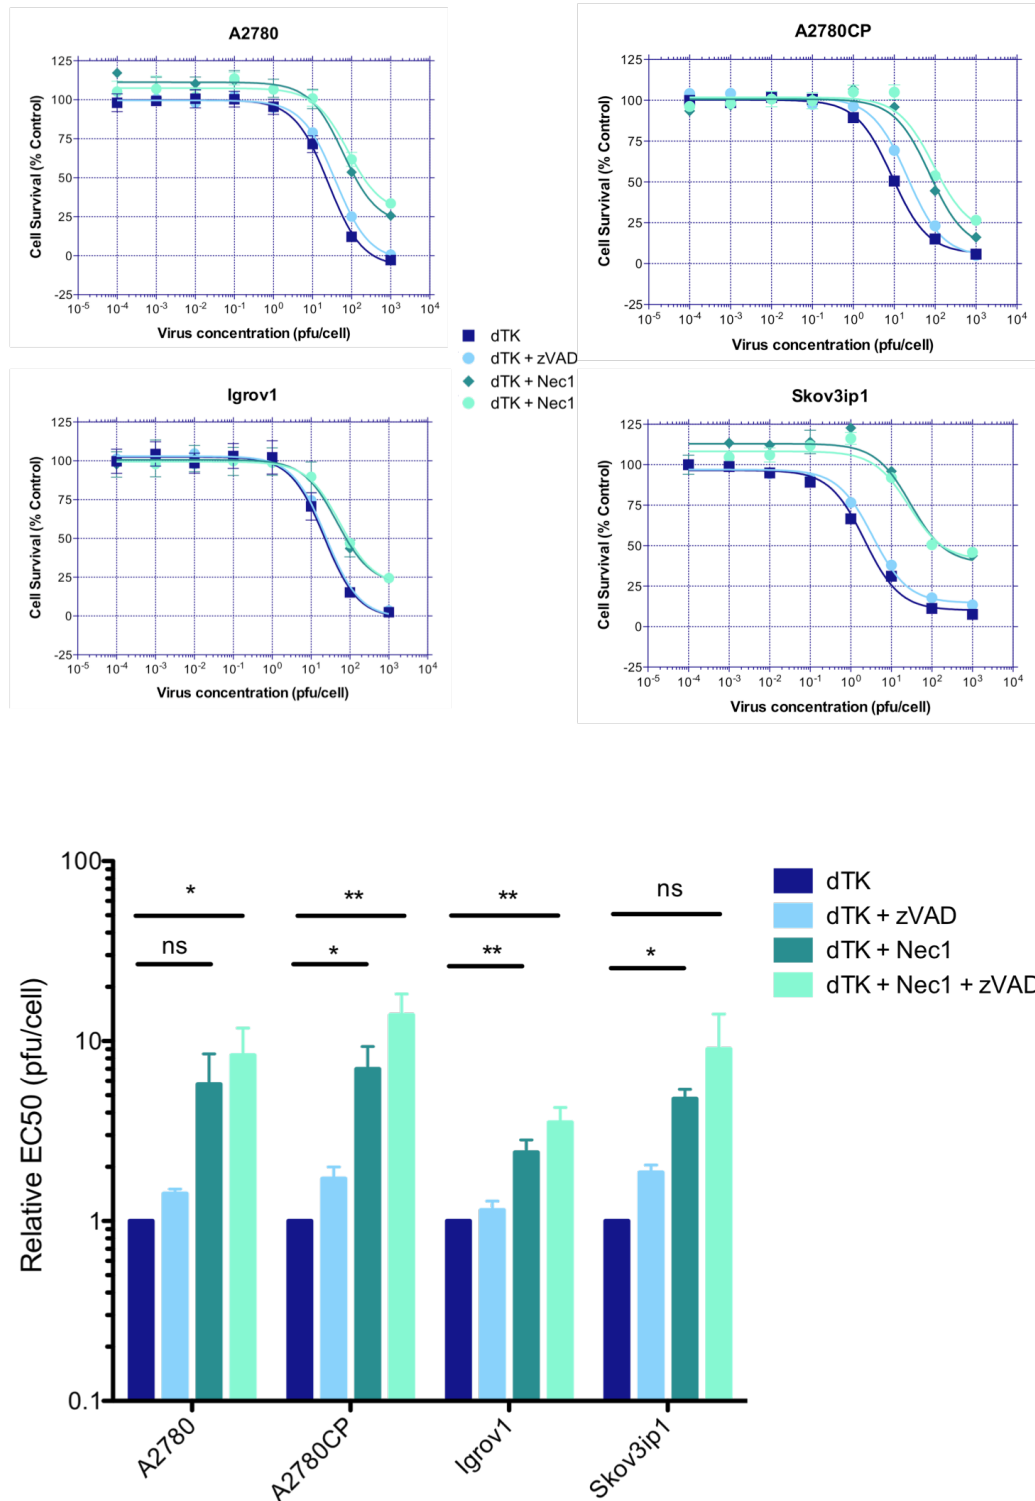 A2780
Cell Survival (% Control)
125
100
75
50
25
0
-25
10-5
10-4
10-3
10-2
10-1
100
101
102
103
104
Virus concentration (pfu/cell)
A2780CP
Cell Survival (% Control)
125
100
75
50
25
0
-25
10-5
10-4
10-3
10-2
10-1
100
101
102
103
104
Virus concentration (pfu/cell)
dTK
dTK + zVAD
dTK + Nec1
dTK + Nec1
Igrov1
Cell Survival (% Control)
125
100
75
50
25
0
-25
10-5
10-4
10-3
10-2
10-1
100
101
102
103
104
Virus concentration (pfu/cell)
Skov3ip1
Cell Survival (% Control)
125
100
75
50
25
0
-25
10-5
10-4
10-3
10-2
10-1
100
101
102
103
104
Virus concentration (pfu/cell)
Relative EC50 (pfu/cell)
100
10
1
0.1
*
ns
**
*
**
**
ns
*
A2780
A2780CP
Igrov1
Skov3ip1
dTK
dTK + zVAD
dTK + Nec1
dTK + Nec1 + zVAD